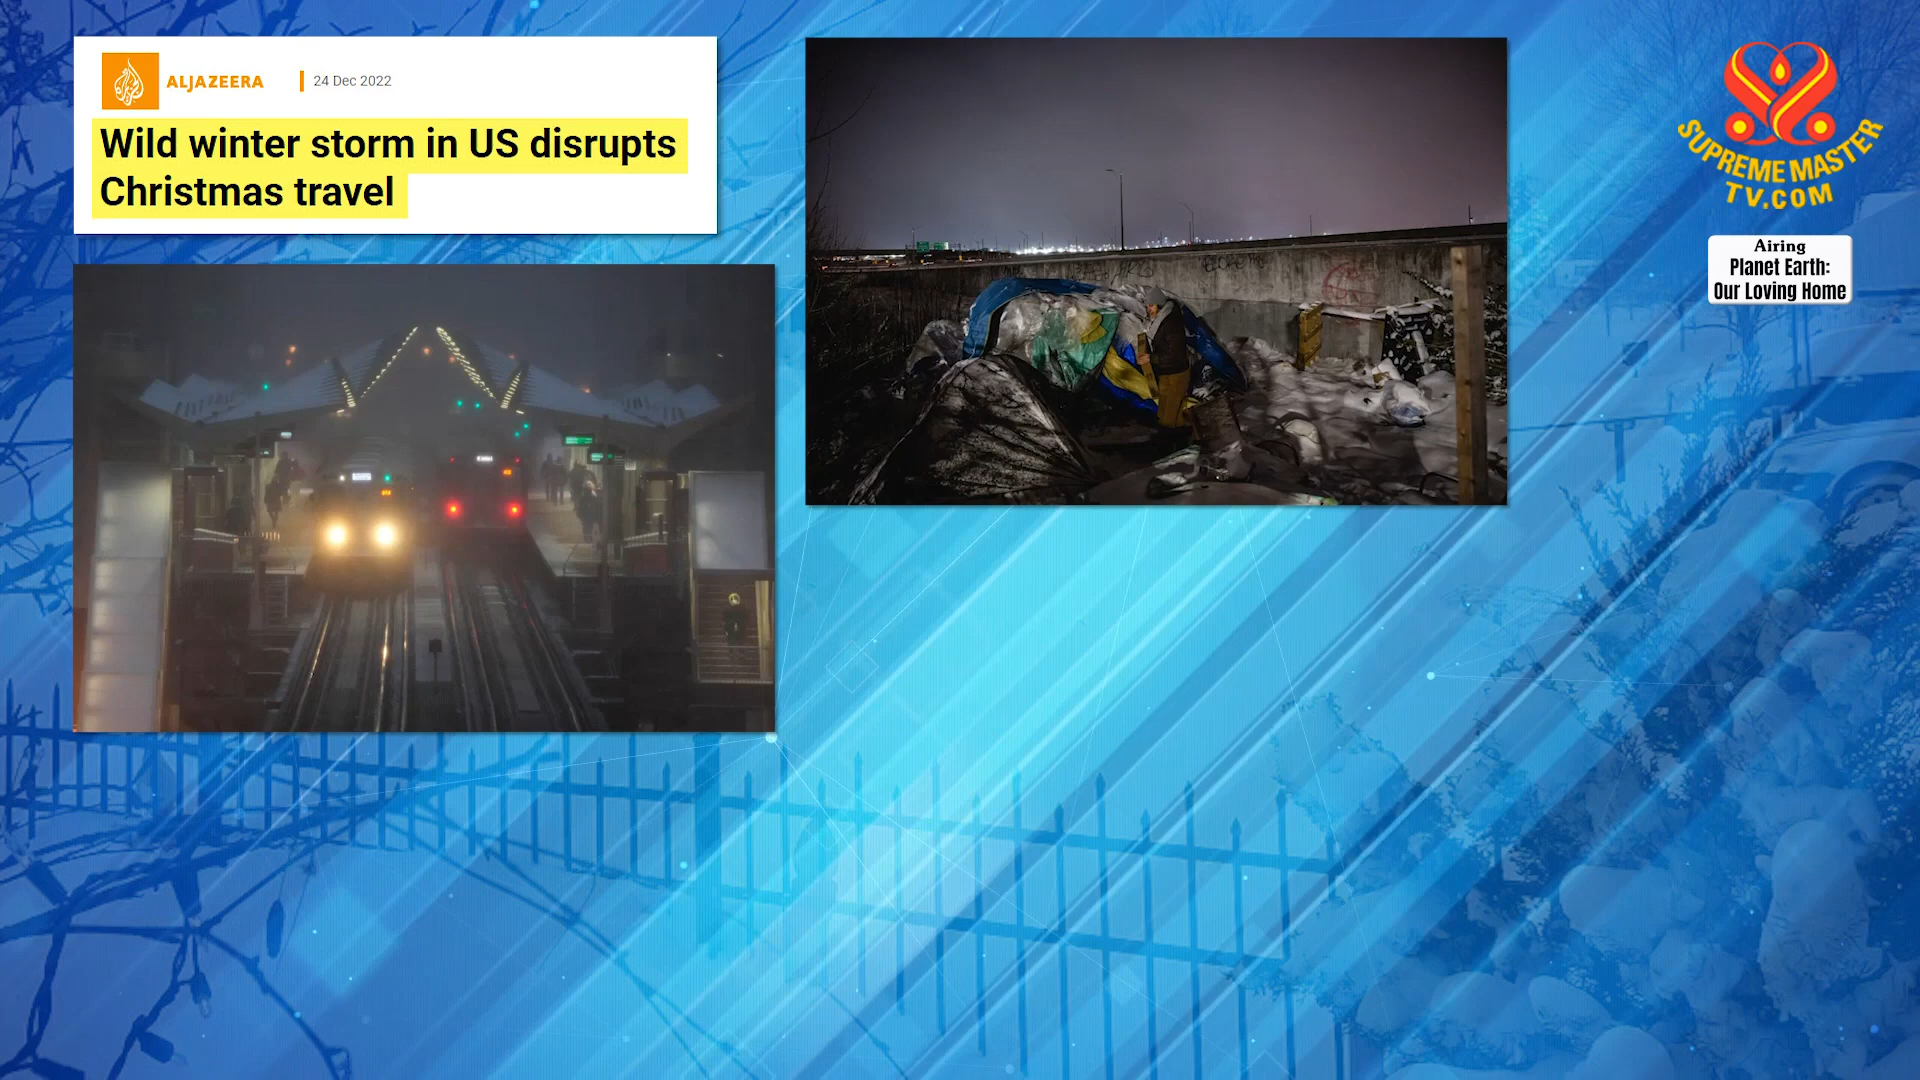 ALJAZEERA
24 Dec 2022
Wild winter storm in US disrupts
Christmas travel
SUPREME MASTER
TV.COM
Airing
Planet Earth:
Our Loving Home